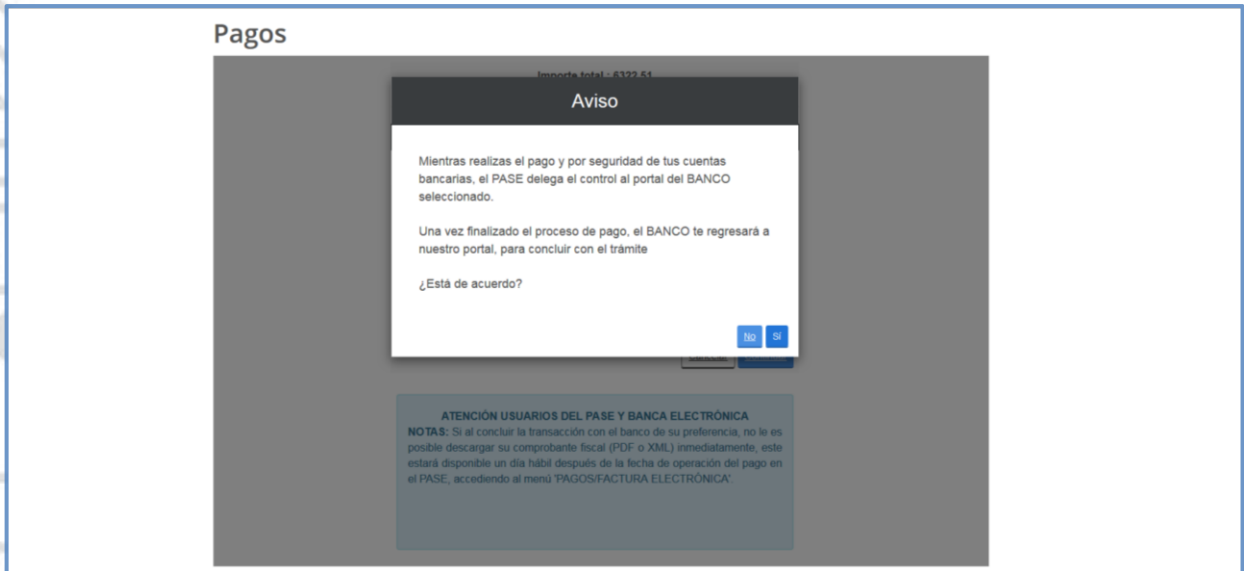 Pagos
Importe total : 6322.51
Aviso
Mientras realizas el pago y por seguridad de tus cuentas
bancarias, el PASE delega el control al portal del BANCO
seleccionado.
Una vez finalizado el proceso de pago, el BANCO te regresará a
nuestro portal, para concluir con el trámite
¿Está de acuerdo?
No Sí
ATENCIÓN USUARIOS DEL PASE Y BANCA ELECTRÓNICA
NOTAS: Si al concluir la transacción con el banco de su preferencia, no le es
posible descargar su comprobante fiscal (PDF o XML) inmediatamente, este
estará disponible un día hábil después de la fecha de operación del pago en
el PASE, accediendo al menú 'PAGOS/FACTURA ELECTRÓNICA'.